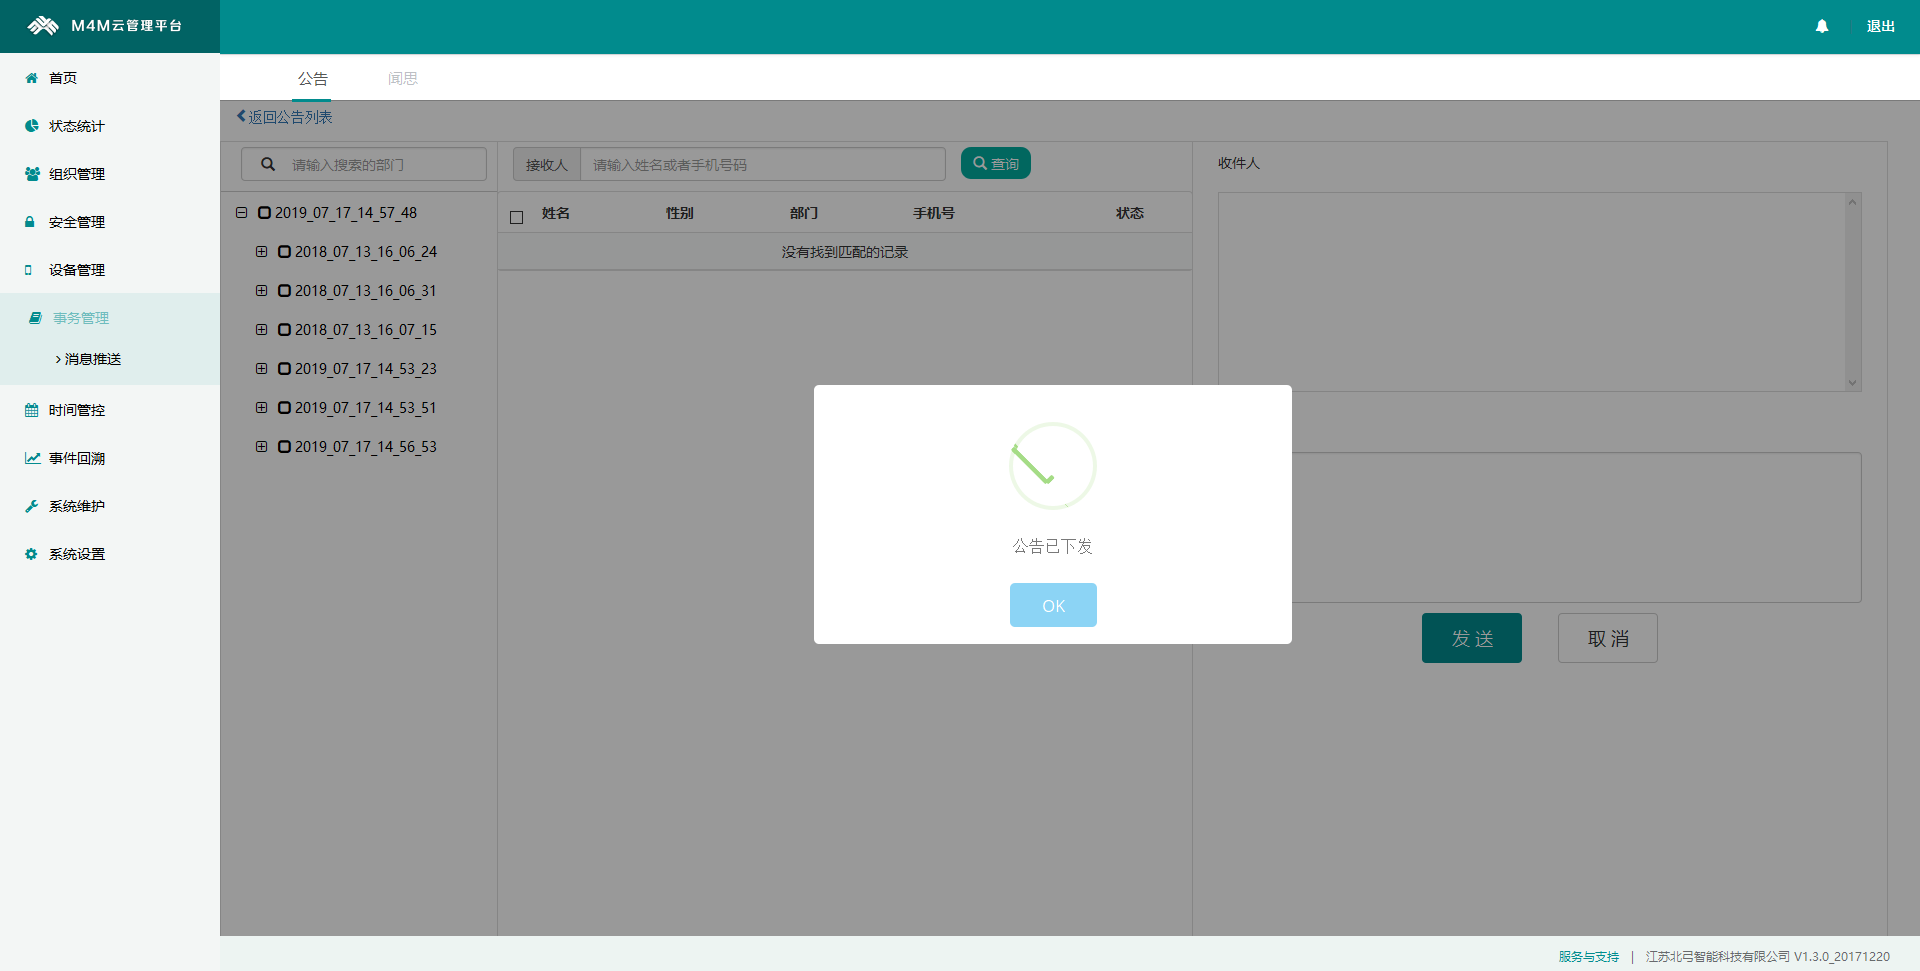 M4M云管理平台
退出
首页
状态统计
组织管理
安全管理
设备管理
事务管理
消息推送
时间管控
事件回溯
系统维护
系统设置
公告 闻思
返回公告列表
请输入搜索的部门
2019_07_17_14_57_48
2018_07_13_16_06_24
2018_07_13_16_06_31
2018_07_13_16_07_15
2019_07_17_14_53_23
2019_07_17_14_53_51
2019_07_17_14_56_53
接收人 请输入姓名或者手机号码 查询
姓名 性别 部门 手机号 状态
没有找到匹配的记录
收件人
公告已下发
OK
发送 取消
服务与支持 | 江苏北弓智能科技有限公司 V1.3.0_20171220